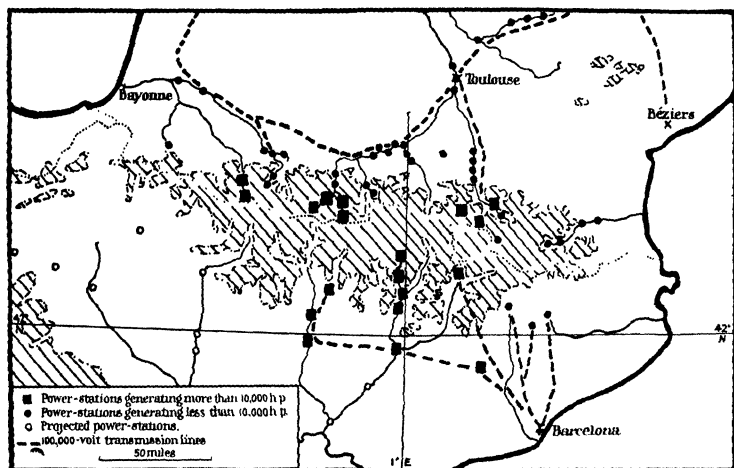 Toulouse
Bayonne
Béziers
42°
N
42°
N
■ Power-stations generating more than 10,000 h p
● Power-stations generating less than 10,000 h p.
○ Projected power-stations.
100,000-volt transmission lines
50 miles
1° E
Barcelona